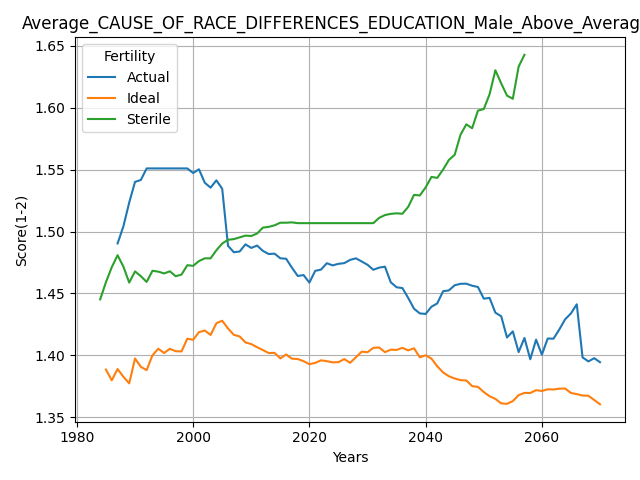 Average_CAUSE_OF_RACE_DIFFERENCES_EDUCATION_Male_Above_Averag
Fertility
Actual
Ideal
Sterile
1.65
1.60
1.55
1.50
1.45
1.40
1.35
Score(1-2)
1980
2000
2020
2040
2060
Years